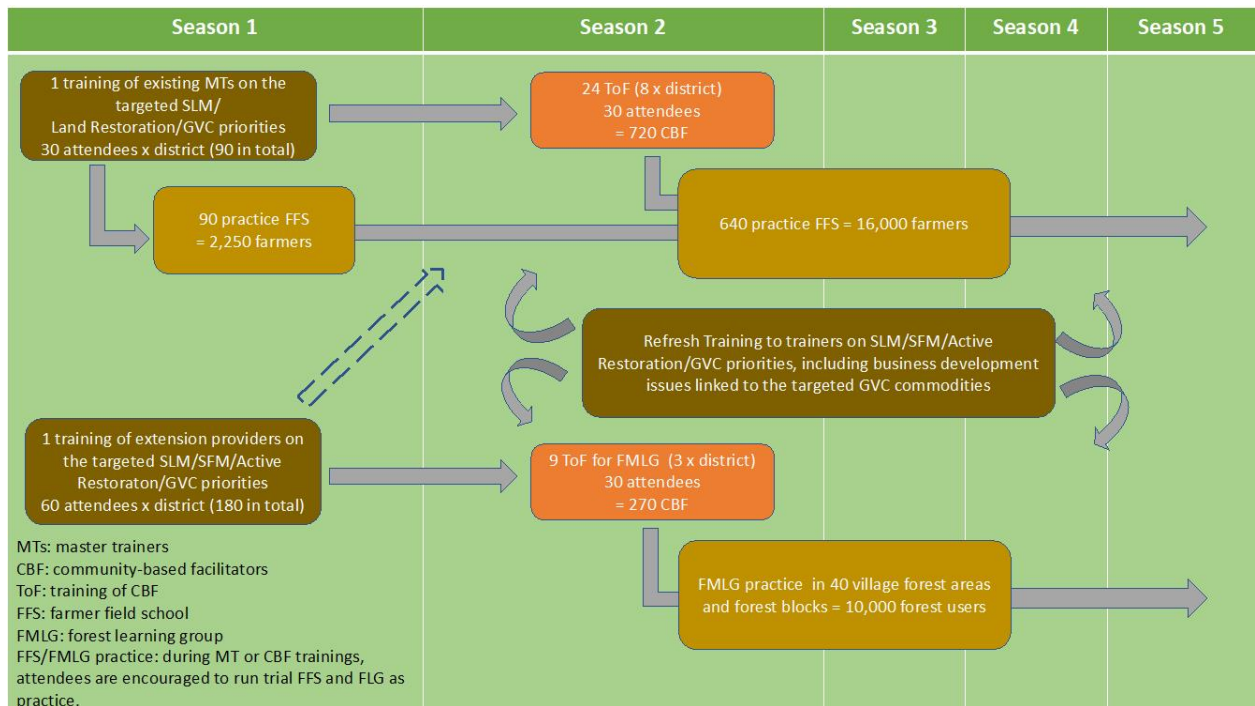 Season 1
Season 2
Season 3
Season 4
Season 5
1 training of existing MTs on the
targeted SLM/
Land Restoration/GVC priorities
30 attendees x district (90 in total)
24 ToF (8 x district)
30 attendees
= 720 CBF
90 practice FFS
= 2,250 farmers
640 practice FFS = 16,000 farmers
Refresh Training to trainers on SLM/SFM/Active
Restoration/GVC priorities, including business development
issues linked to the targeted GVC commodities
1 training of extension providers on
the targeted SLM/SFM/Active
Restoraton/GVC priorities
60 attendees x district (180 in total)
9 ToF for FMLG (3 x district)
30 attendees
= 270 CBF
FMLG practice in 40 village forest areas
and forest blocks = 10,000 forest users
MTs: master trainers
CBF: community-based facilitators
ToF: training of CBF
FFS: farmer field school
FMLG: forest learning group
FFS/FMLG practice: during MT or CBF trainings,
attendees are encouraged to run trial FFS and FLG as
practice.